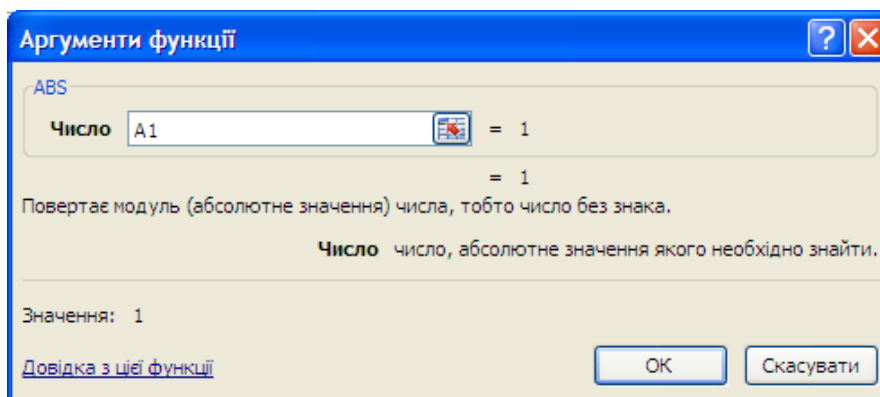 Аргументи функції
ABS
Число A1 = 1
= 1
Повертає модуль (абсолютне значення) числа, тобто число без знака.
Число число, абсолютне значення якого необхідно знайти.
Значення: 1
Довідка з цієї функції
ОК
Скасувати